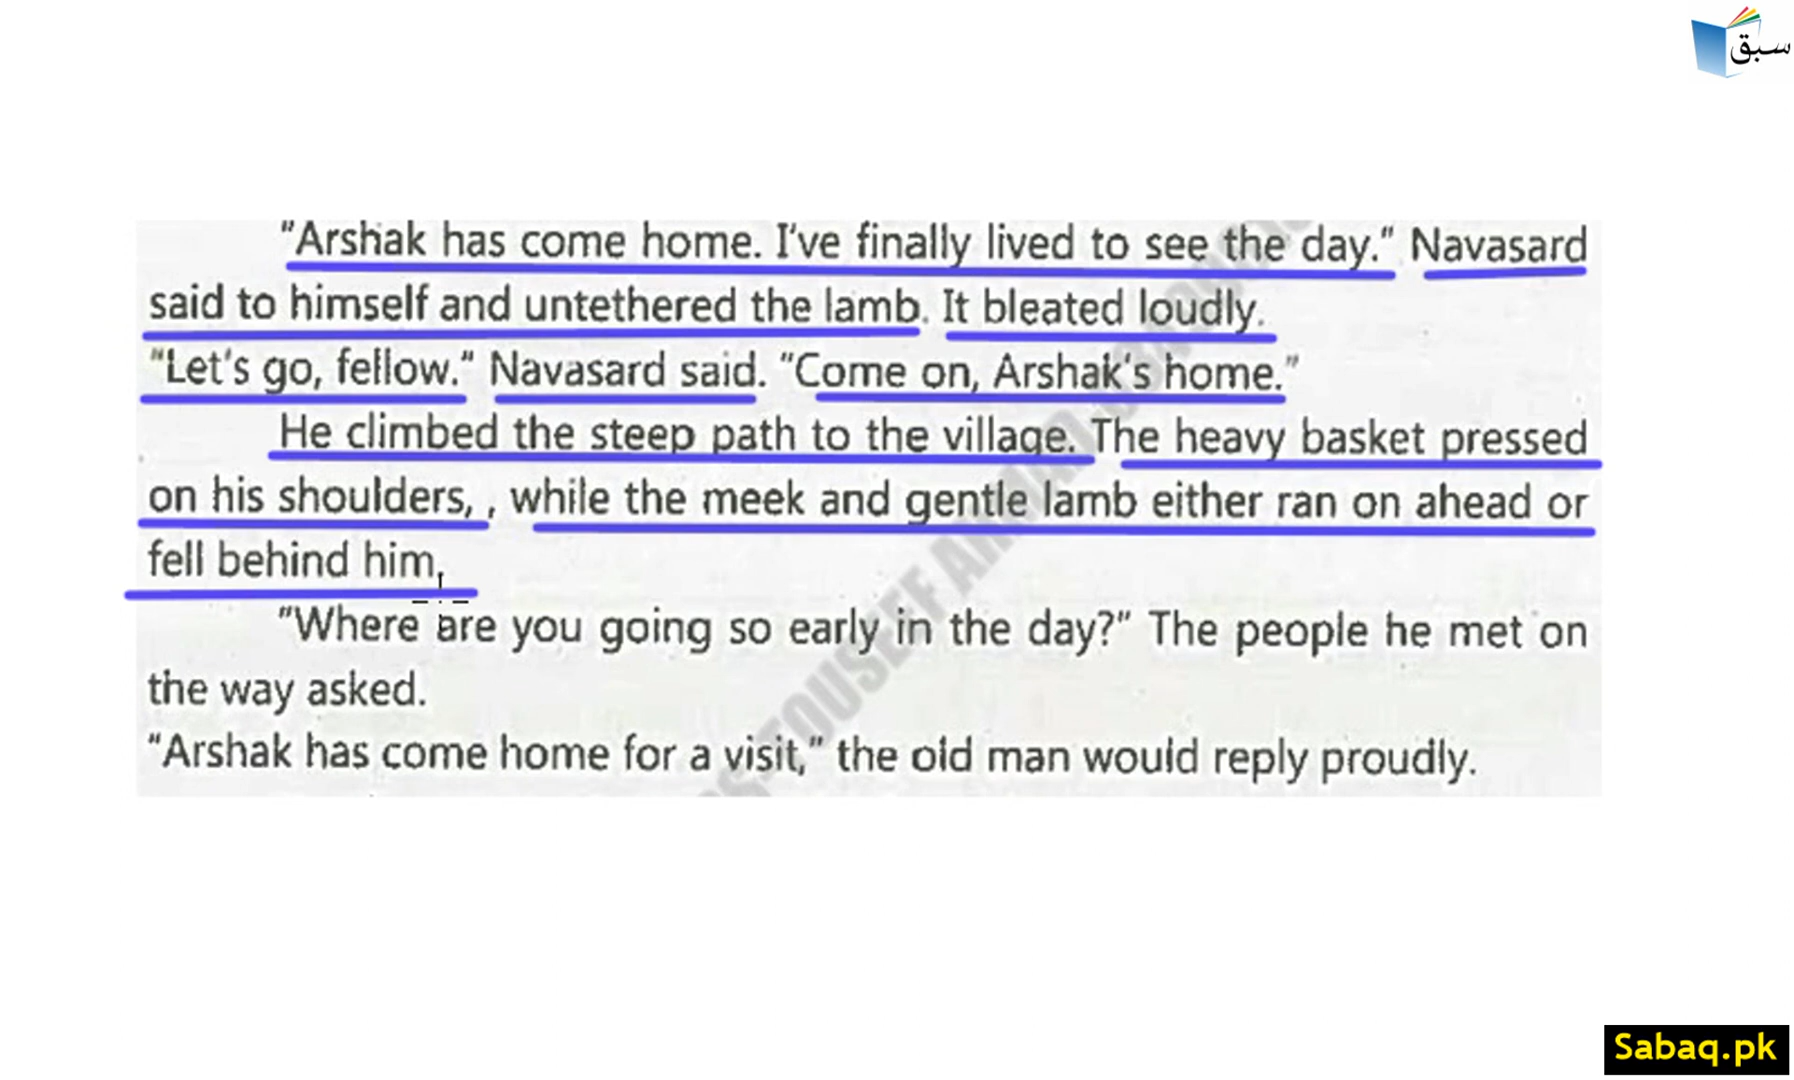 سبق
"Arshak has come home. I've finally lived to see the day." Navasard
said to himself and untethered the lamb. It bleated loudly.
"Let's go, fellow." Navasard said. "Come on, Arshak's home."
He climbed the steep path to the village. The heavy basket pressed
on his shoulders, , while the meek and gentle lamb either ran on ahead or
fell behind him,
"Where are you going so early in the day?" The people he met on
the way asked.
"Arshak has come home for a visit," the old man would reply proudly.
Sabaq.pk